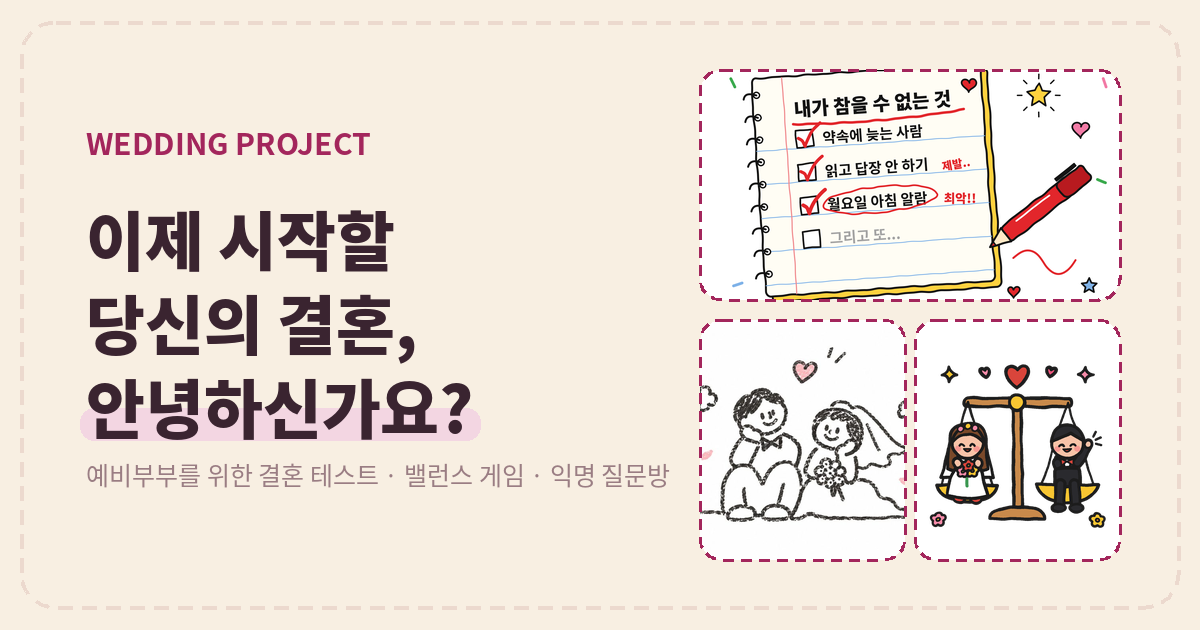 WEDDING PROJECT
이제 시작할
당신의 결혼,
안녕하신가요?
예비부부를 위한 결혼 테스트 · 밸런스 게임 · 익명 질문방
내가 참을 수 없는 것
약속에 늦는 사람
읽고 답장 안 하기 제발..
월요일 아침 알람 최악!!
그리고 또...